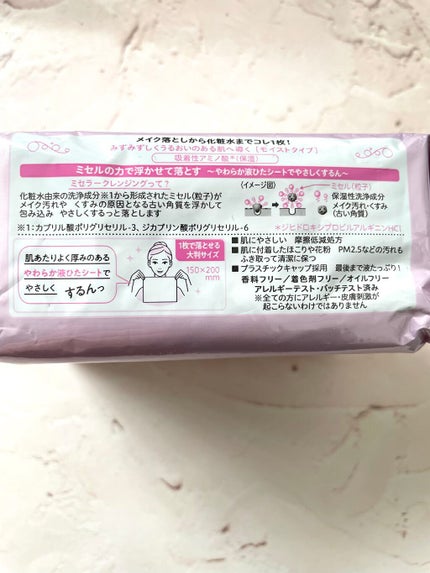 メイク落としから化粧水までコレ1枚!
みずみずしくうるおいのある肌へ導く[モイストタイプ]
吸着性アミノ酸*(保湿)
ミセルの力で浮かせて落とす ~やわらか液ひたシートでやさしくするん~
ミセラークレンジングって?
化粧水由来の洗浄成分※1から形成されたミセル(粒子)が
メイク汚れや くすみの原因となる古い角質を浮かして
包み込み やさしくするっと落とします
(イメージ図)
ミセル(粒子)
保湿性洗浄成分
メイク汚れ・くすみ
(古い角質)
※1:カプリル酸ポリグリセリル-3、ジカプリン酸ポリグリセリル-6
*ジヒドロキシプロピルアルギニンHCl
肌あたりよく厚みのある
やわらか液ひたシートで
やさしく するんっ
1枚で落とせる
大判サイズ
150×200
mm
■肌にやさしい 摩擦低減処方
■肌に付着したほこりや花粉 PM2.5などの汚れも
ふき取って清潔に保つ
■プラスチックキャップ採用 最後まで液たっぷり!
香料フリー/着色剤フリー/オイルフリー
アレルギーテスト・パッチテスト済み
※全ての方にアレルギー・皮膚刺激が
起こらないわけではありません